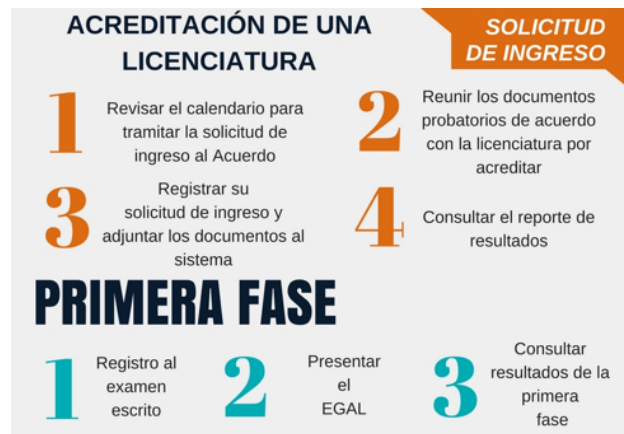 ACREDITACIÓN DE UNA
LICENCIATURA
SOLICITUD
DE INGRESO
1
Revisar el calendario para
tramitar la solicitud de
ingreso al Acuerdo
2
Reunir los documentos
probatorios de acuerdo
con la licenciatura por
acreditar
3
Registrar su
solicitud de ingreso y
adjuntar los documentos al
sistema
4
Consultar el reporte de
resultados
PRIMERA FASE
1
Registro al
examen
escrito
2
Presentar
el
EGAL
3
Consultar
resultados de la
primera
fase